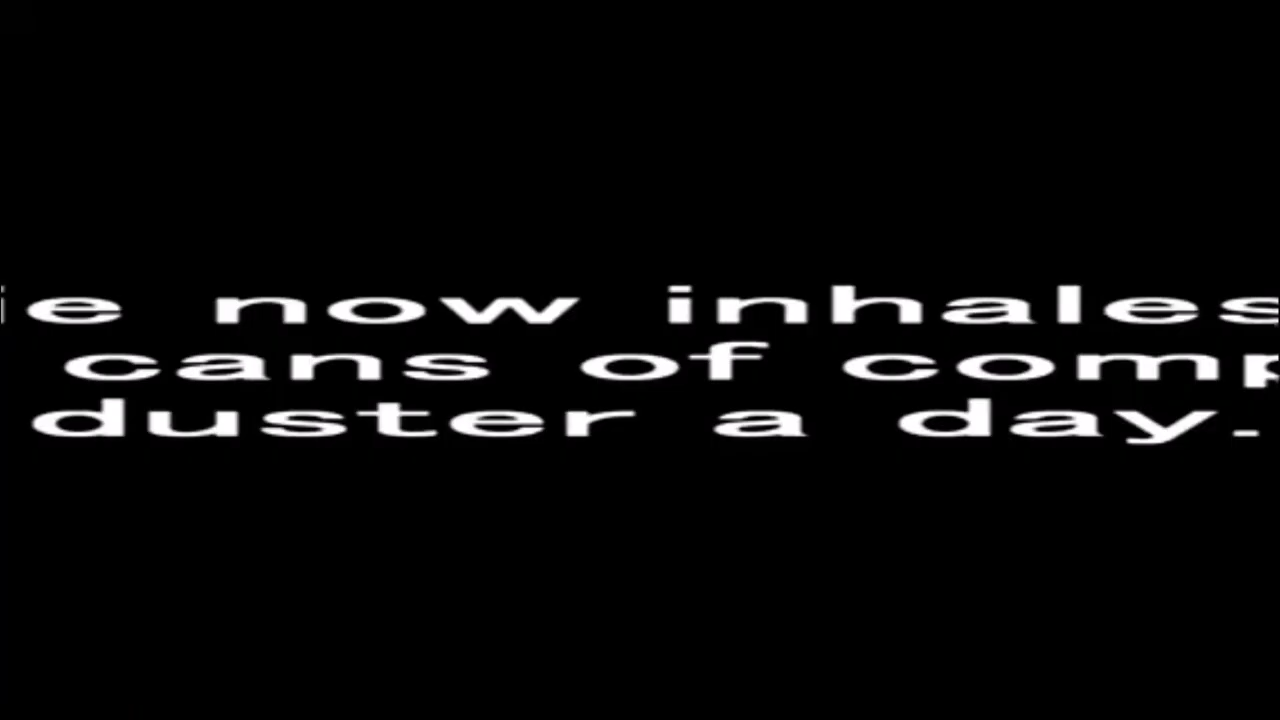 ie now inhales
cans of comp
duster a day.